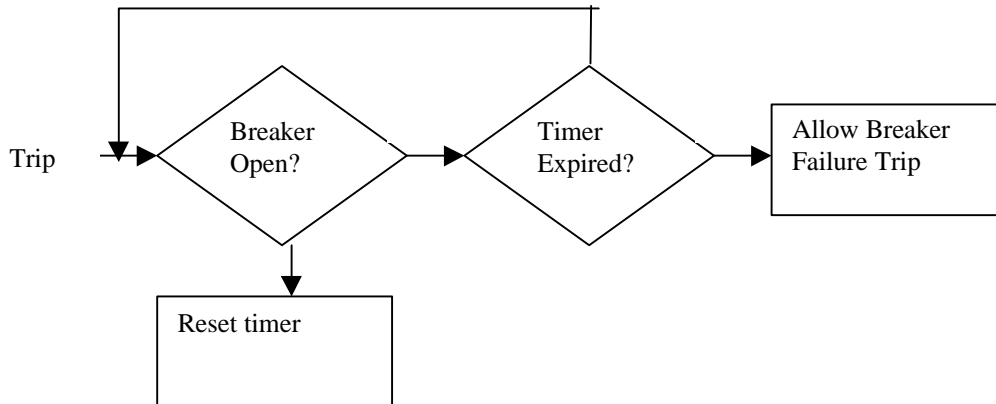 Trip
Breaker
Open?
Timer
Expired?
Allow Breaker
Failure Trip
Reset timer